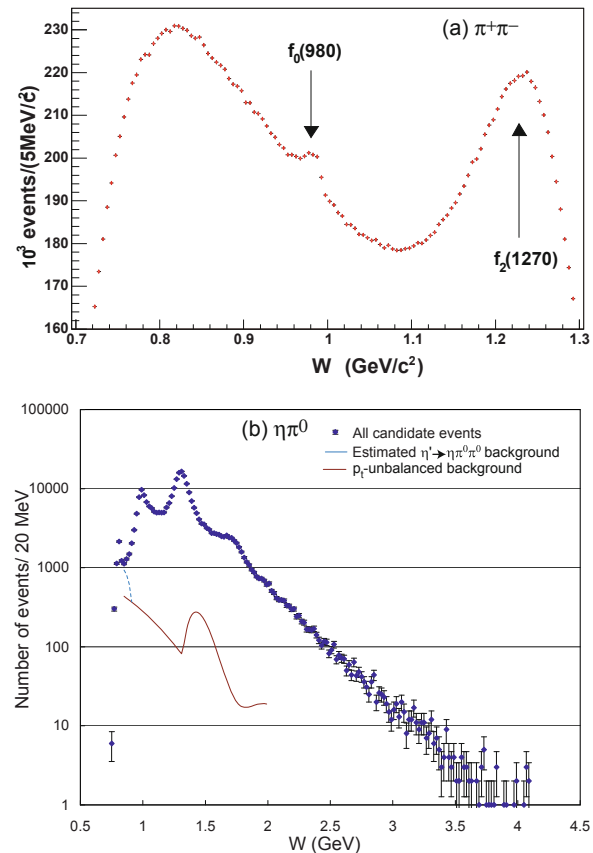 (a) π⁺π⁻
f₀(980)
f₂(1270)
10³ events/(5MeV/c̄)
230
220
210
200
190
180
170
160
0.7 0.8 0.9 1 1.1 1.2 1.3
W (GeV/c²)
(b) ηπ⁰
All candidate events
Estimated η'→ηπ⁰π⁰ background
pₜ-unbalanced background
Number of events/ 20 MeV
100000
10000
1000
100
10
1
0.5 1 1.5 2 2.5 3 3.5 4 4.5
W (GeV)